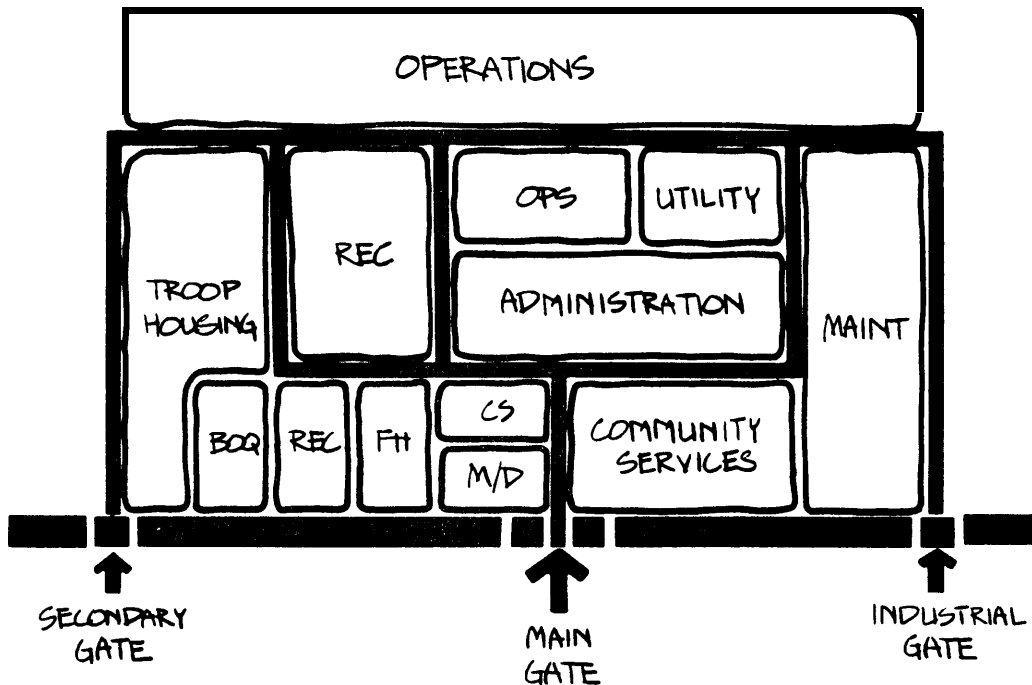 OPERATIONS
OPS
UTILITY
REC
TROOP
HOUSING
ADMINISTRATION
MAINT
CS
BOQ
REC
FH
M/D
COMMUNITY
SERVICES
SECONDARY
GATE
MAIN
GATE
INDUSTRIAL
GATE